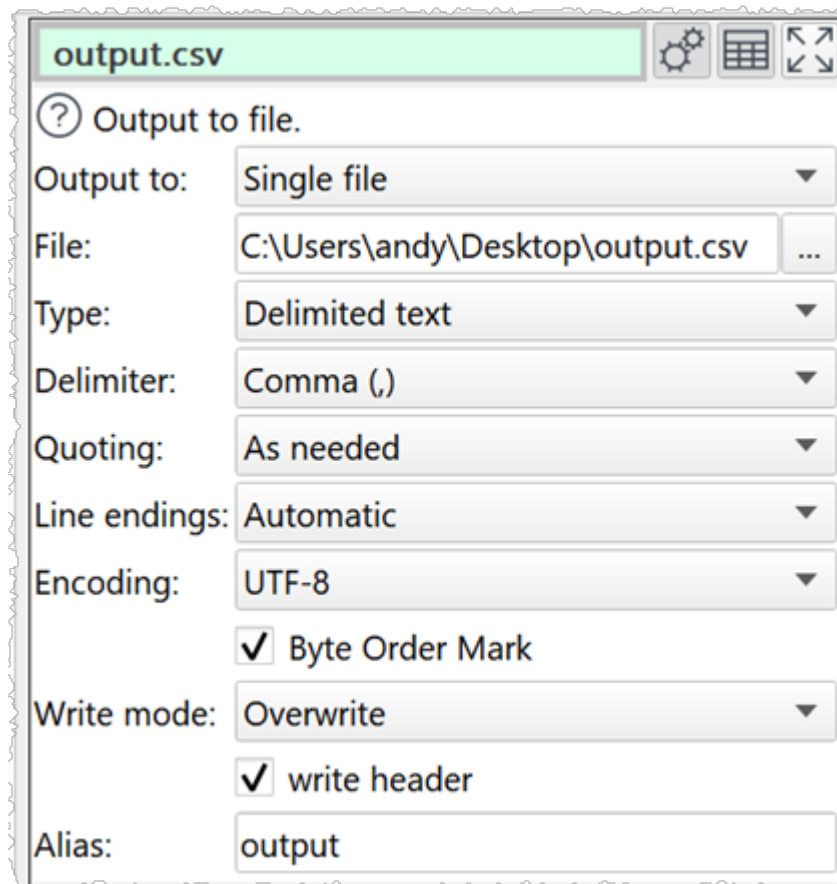 output.csv
? Output to file.
Output to: Single file
File: C:\Users\andy\Desktop\output.csv ...
Type: Delimited text
Delimiter: Comma (,)
Quoting: As needed
Line endings: Automatic
Encoding: UTF-8
Byte Order Mark
Write mode: Overwrite
write header
Alias: output